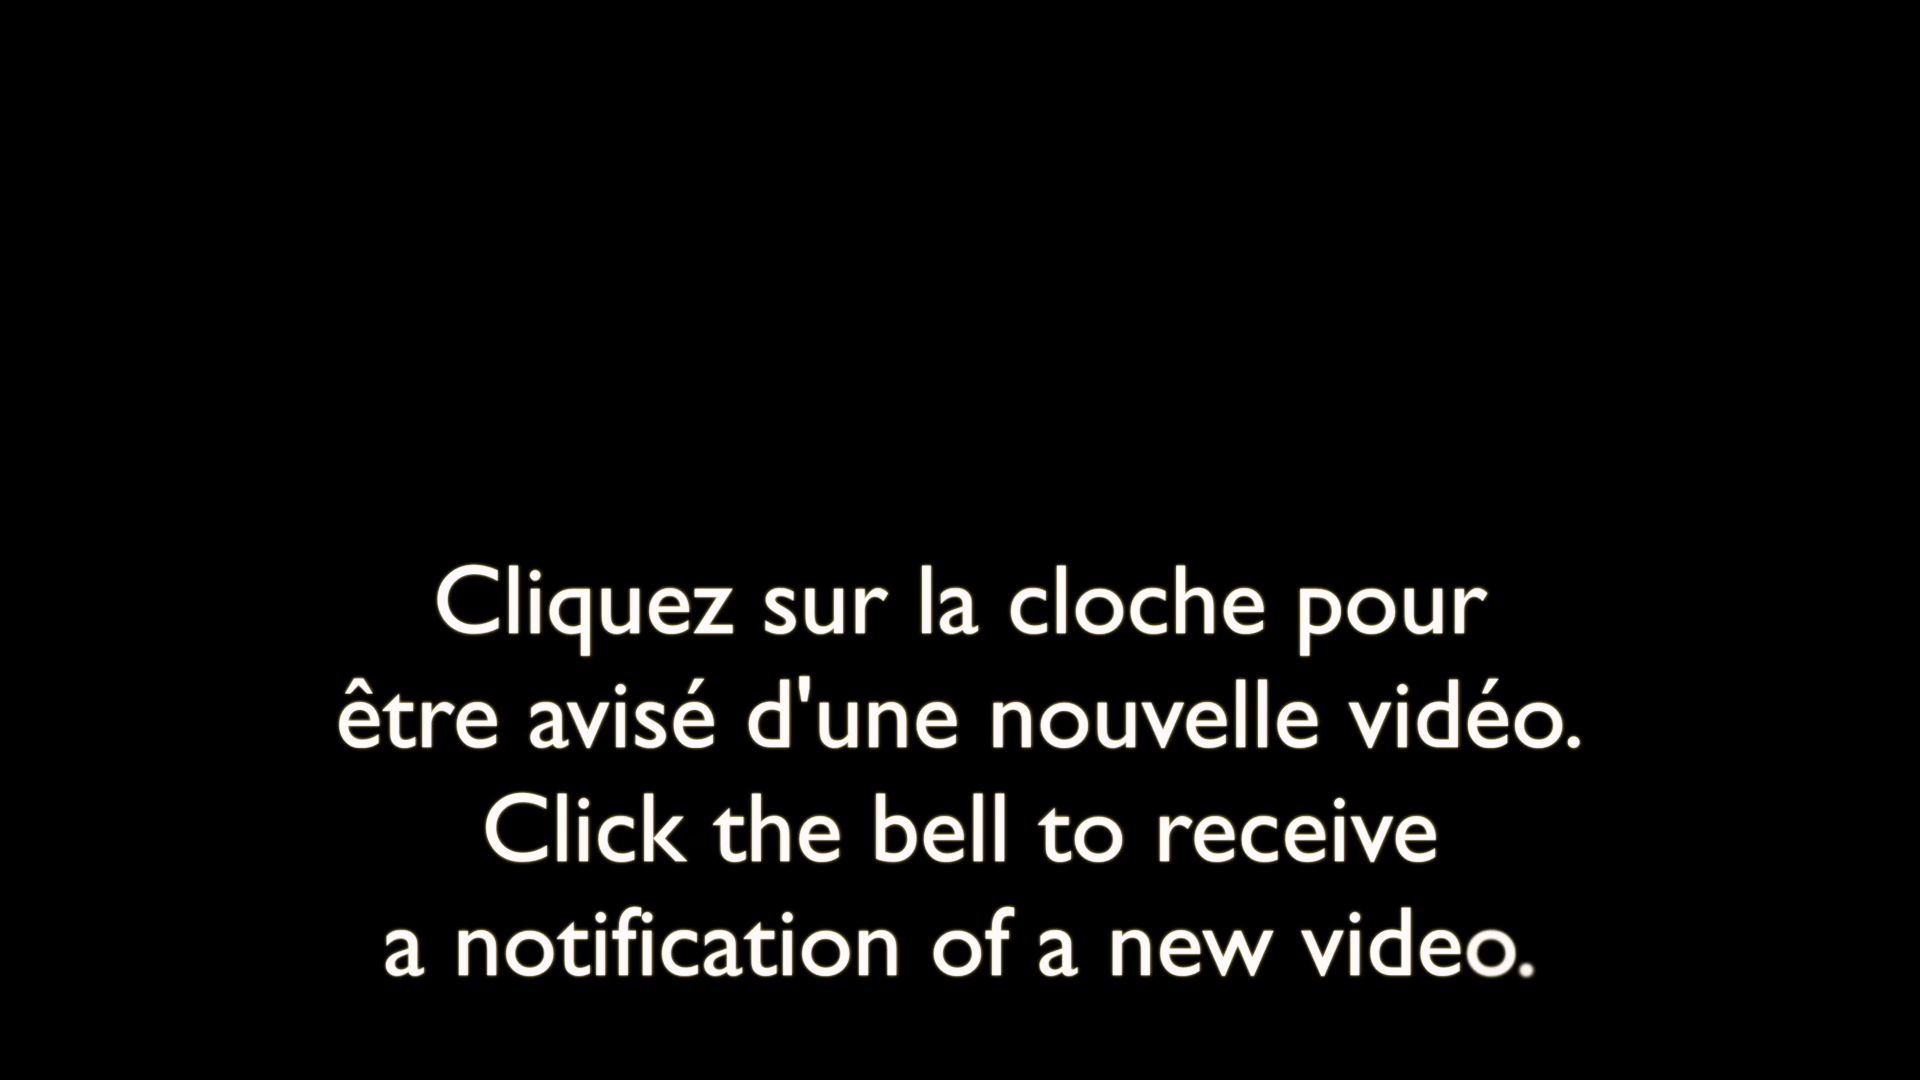 Cliquez sur la cloche pour
être avisé d'une nouvelle vidéo.
Click the bell to receive
a notification of a new video.